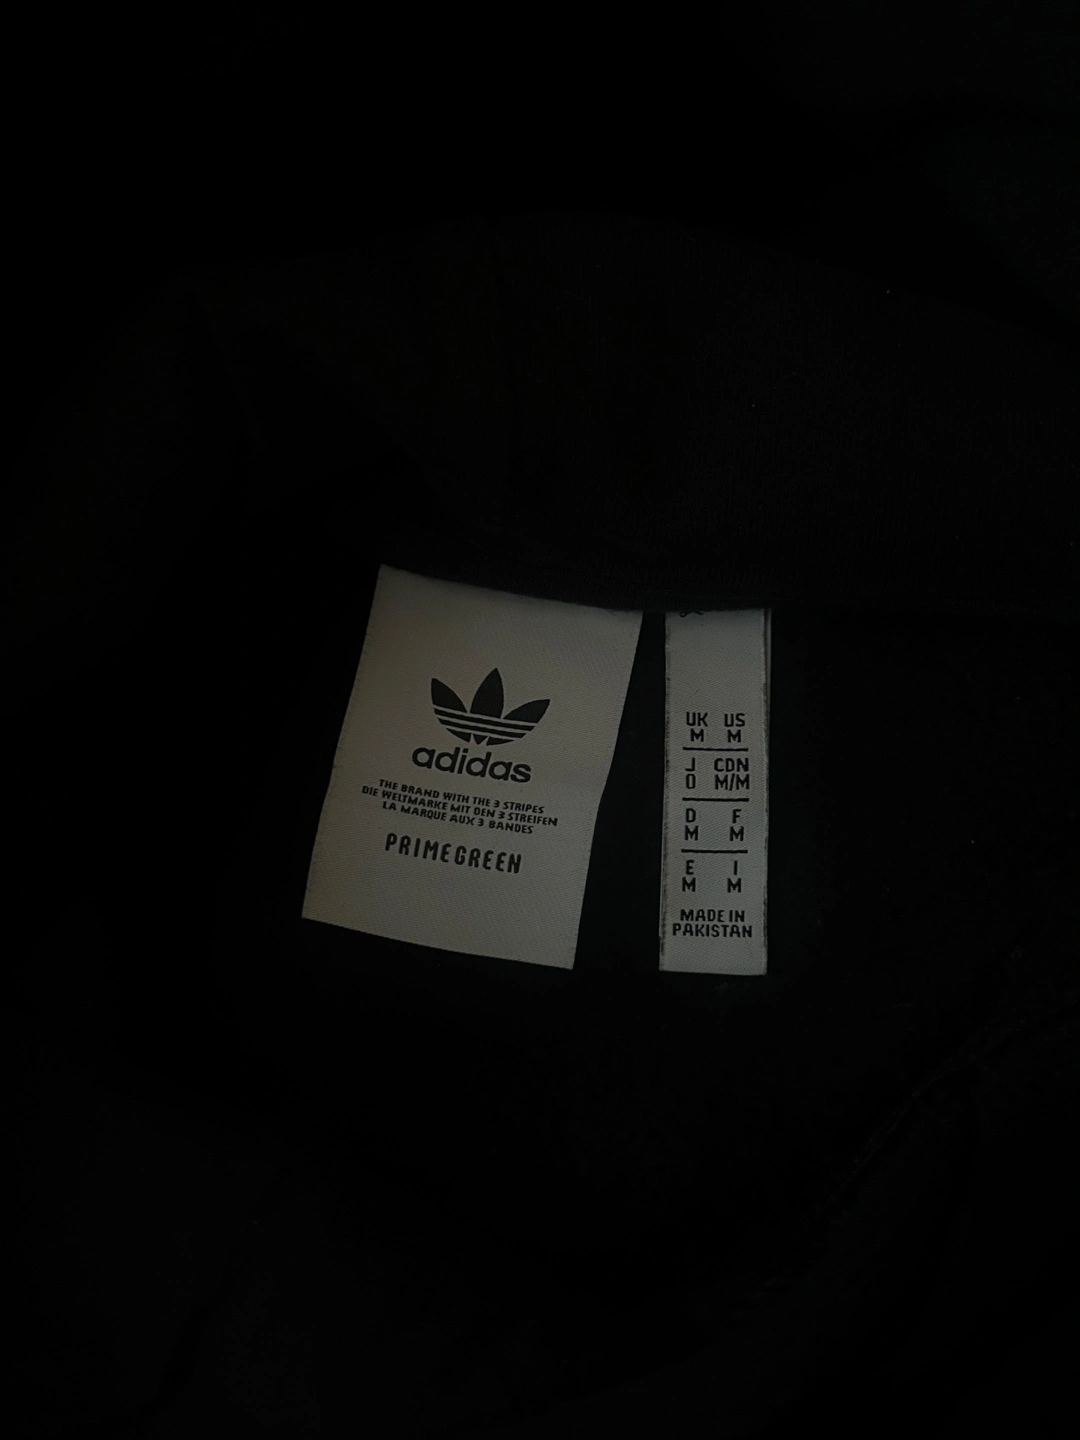 adidas
THE BRAND WITH THE 3 STRIPES
DIE WELTMARKE MIT DEN 3 STREIFEN
LA MARQUE AUX 3 BANDES
PRIMEGREEN
UK US
M M
J CDN
O M/M
D F
M M
E I
M M
MADE IN
PAKISTAN